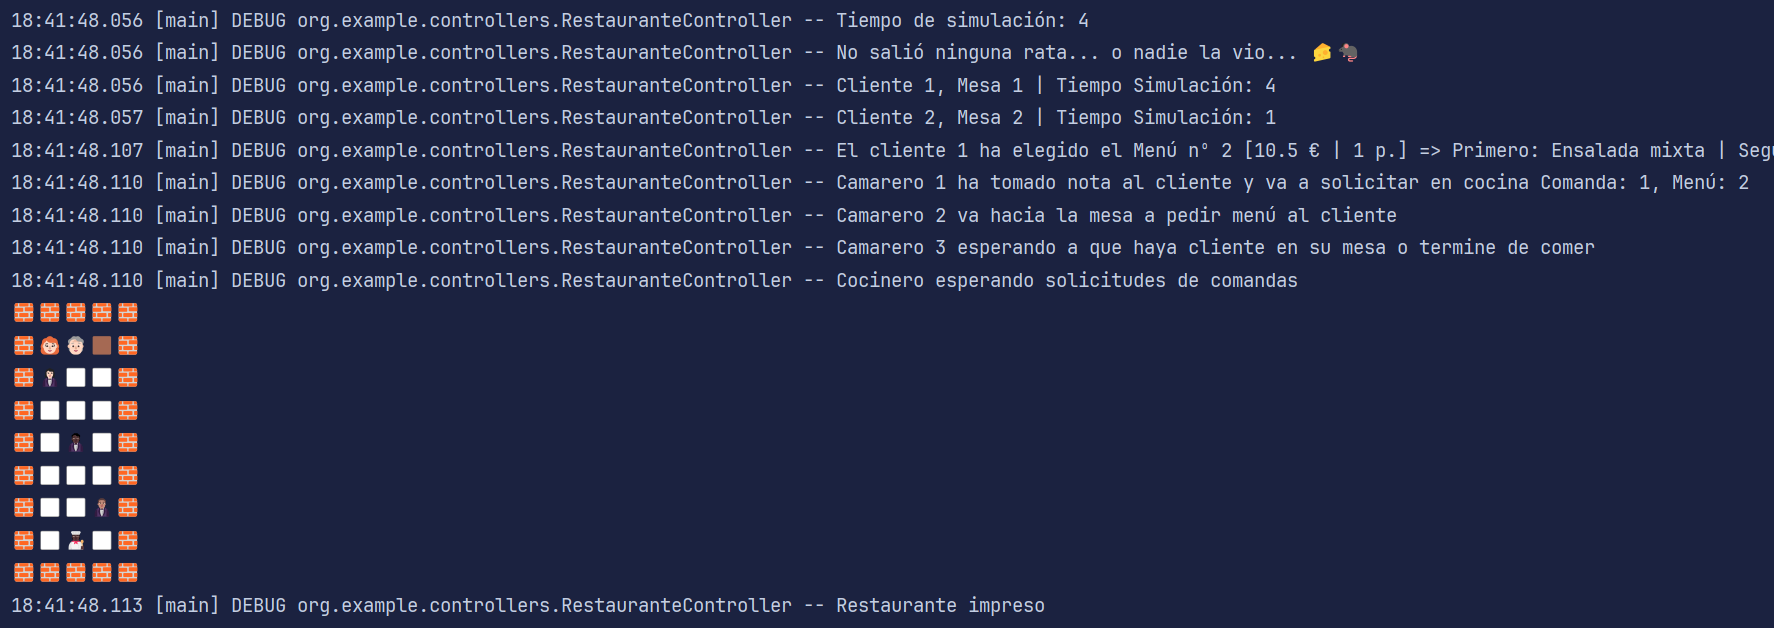 18:41:48.056 [main] DEBUG org.example.controllers.RestauranteController -- Tiempo de simulación: 4
18:41:48.056 [main] DEBUG org.example.controllers.RestauranteController -- No salió ninguna rata... o nadie la vio... 🧀🐀
18:41:48.056 [main] DEBUG org.example.controllers.RestauranteController -- Cliente 1, Mesa 1 | Tiempo Simulación: 4
18:41:48.057 [main] DEBUG org.example.controllers.RestauranteController -- Cliente 2, Mesa 2 | Tiempo Simulación: 1
18:41:48.107 [main] DEBUG org.example.controllers.RestauranteController -- El cliente 1 ha elegido el Menú nº 2 [10.5 € | 1 p.] => Primero: Ensalada mixta |
18:41:48.110 [main] DEBUG org.example.controllers.RestauranteController -- Camarero 1 ha tomado nota al cliente y va a solicitar en cocina Comanda: 1, Menú: 2
18:41:48.110 [main] DEBUG org.example.controllers.RestauranteController -- Camarero 2 va hacia la mesa a pedir menú al cliente
18:41:48.110 [main] DEBUG org.example.controllers.RestauranteController -- Camarero 3 esperando a que haya cliente en su mesa o termine de comer
18:41:48.110 [main] DEBUG org.example.controllers.RestauranteController -- Cocinero esperando solicitudes de comandas
18:41:48.113 [main] DEBUG org.example.controllers.RestauranteController -- Restaurante impreso